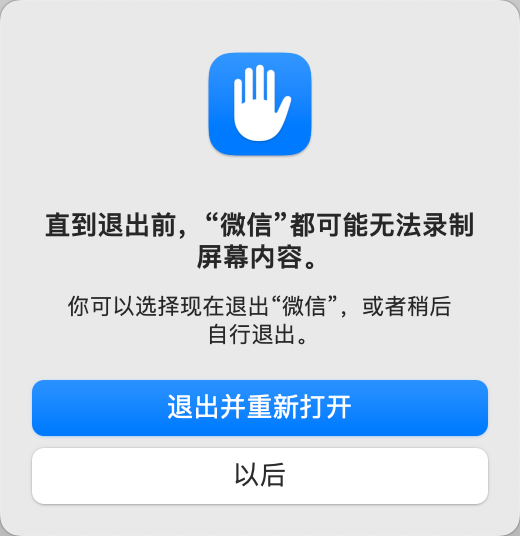 直到退出前，“微信”都可能无法录制
屏幕内容。
你可以选择现在退出“微信”，或者稍后
自行退出。
退出并重新打开
以后